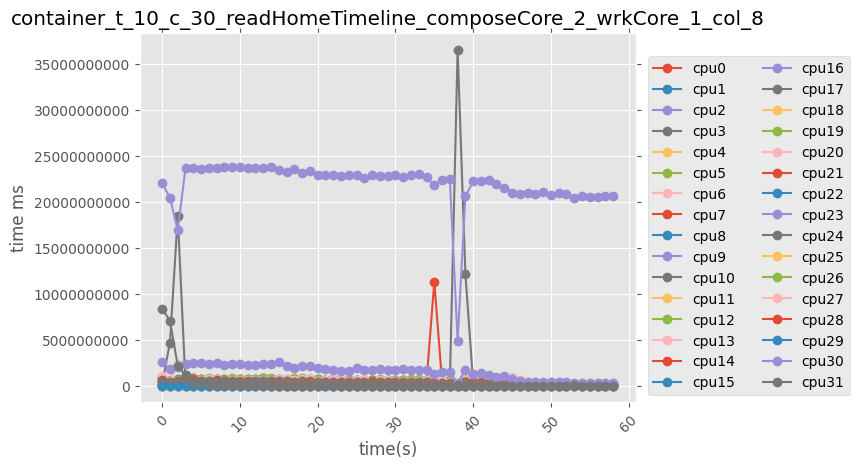 container_t_10_c_30_readHomeTimeline_composeCore_2_wrkCore_1_col_8
time ms
35000000000
30000000000
25000000000
20000000000
15000000000
10000000000
5000000000
0
0
10
20
30
40
50
60
time(s)
cpu0
cpu1
cpu2
cpu3
cpu4
cpu5
cpu6
cpu7
cpu8
cpu9
cpu10
cpu11
cpu12
cpu13
cpu14
cpu15
cpu16
cpu17
cpu18
cpu19
cpu20
cpu21
cpu22
cpu23
cpu24
cpu25
cpu26
cpu27
cpu28
cpu29
cpu30
cpu31